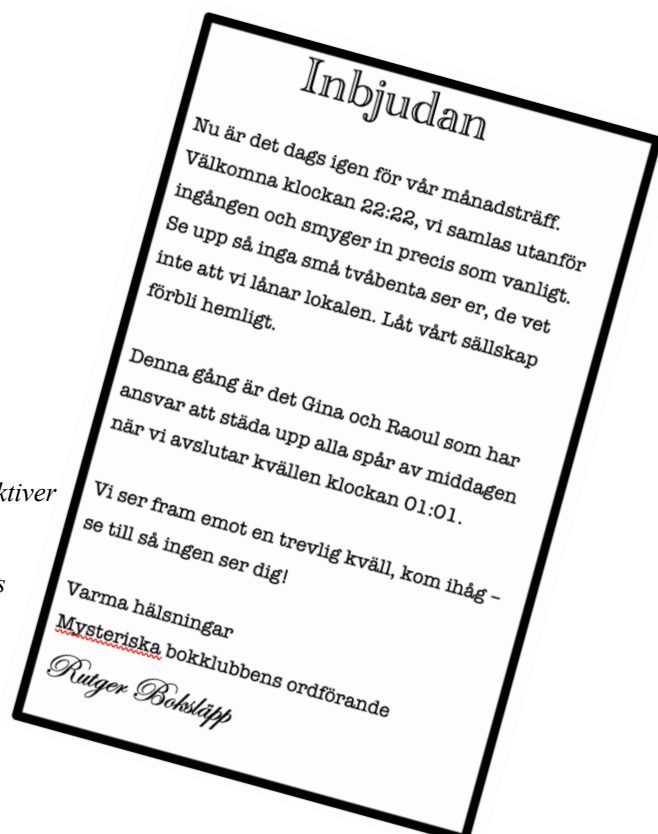 Inbjudan
Nu är det dags igen för vår månadsträff.
Välkomna klockan 22:22, vi samlas utanför
ingången och smyger in precis som vanligt.
Se upp så inga små tvåbenta ser er, de vet
inte att vi lånar lokalen. Låt vårt sällskap
förbli hemligt.
Denna gång är det Gina och Raoul som har
ansvar att städa upp alla spår av middagen
när vi avslutar kvällen klockan 01:01.
ktiver
Vi ser fram emot en trevlig kväll, kom ihåg –
se till så ingen ser dig!
s
Varma hälsningar
Mysteriska bokklubbens ordförande
Rutger Boksläpp